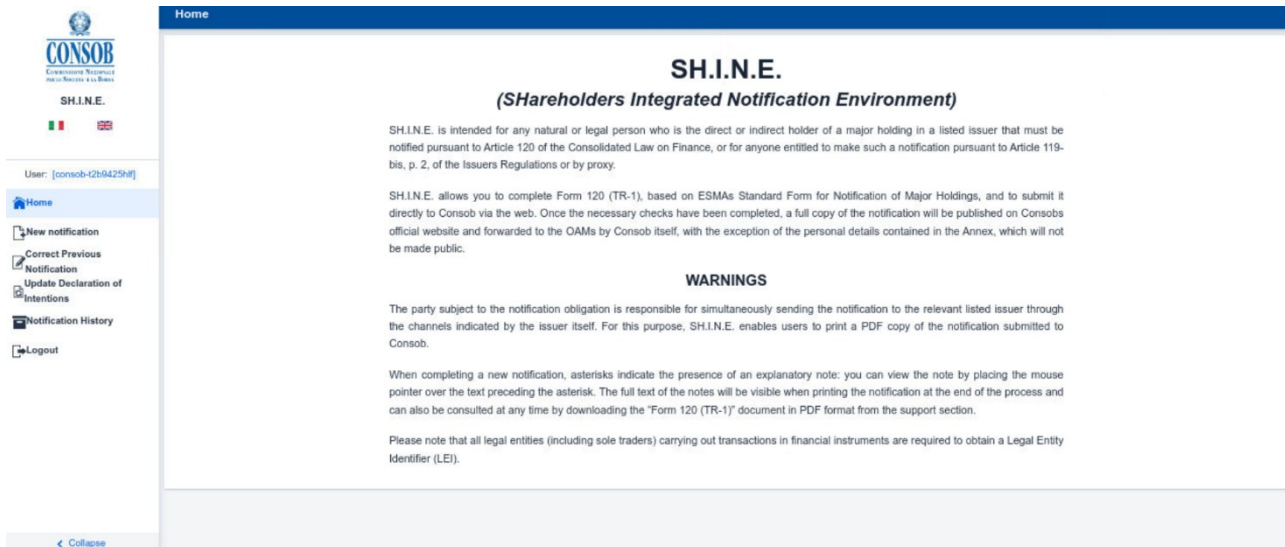 CONSOB
COMMISSIONE NAZIONALE
PER LE SOCIETÀ E LA BORSA
SH.I.N.E.
User: [consob-t2b9425hlf]
Home
New notification
Correct Previous
Notification
Update Declaration of
Intentions
Notification History
Logout
Collapse
Home
SH.I.N.E.
(SHareholders Integrated Notification Environment)
SH.I.N.E. is intended for any natural or legal person who is the direct or indirect holder of a major holding in a listed issuer that must be
notified pursuant to Article 120 of the Consolidated Law on Finance, or for anyone entitled to make such a notification pursuant to Article 119-
bis, p. 2, of the Issuers Regulations or by proxy.
SH.I.N.E. allows you to complete Form 120 (TR-1), based on ESMAs Standard Form for Notification of Major Holdings, and to submit it
directly to Consob via the web. Once the necessary checks have been completed, a full copy of the notification will be published on Consobs
official website and forwarded to the OAMs by Consob itself, with the exception of the personal details contained in the Annex, which will not
be made public.
WARNINGS
The party subject to the notification obligation is responsible for simultaneously sending the notification to the relevant listed issuer through
the channels indicated by the issuer itself. For this purpose, SH.I.N.E. enables users to print a PDF copy of the notification submitted to
Consob.
When completing a new notification, asterisks indicate the presence of an explanatory note: you can view the note by placing the mouse
pointer over the text preceding the asterisk. The full text of the notes will be visible when printing the notification at the end of the process and
can also be consulted at any time by downloading the "Form 120 (TR-1)" document in PDF format from the support section.
Please note that all legal entities (including sole traders) carrying out transactions in financial instruments are required to obtain a Legal Entity
Identifier (LEI).